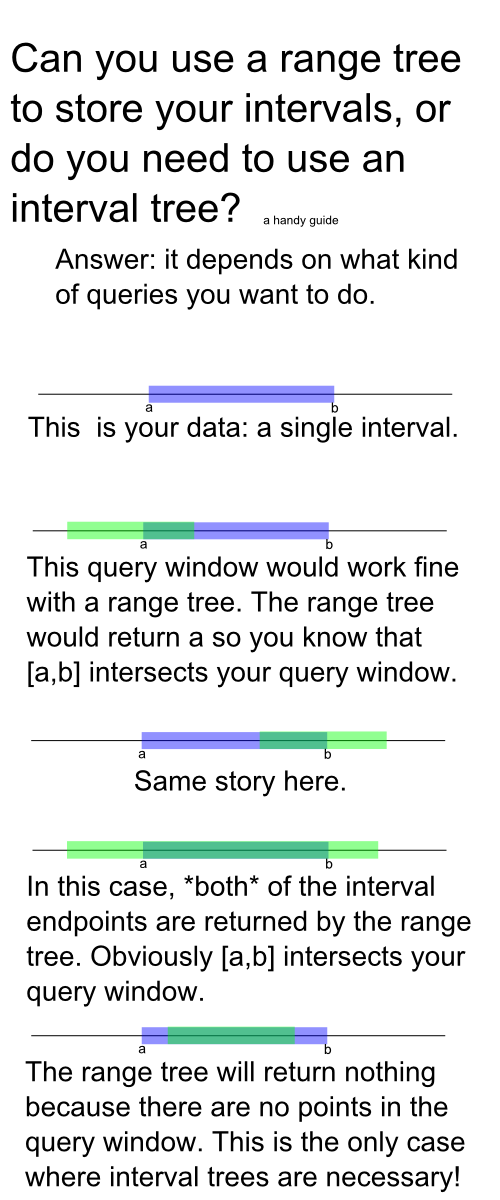 Can you use a range tree
to store your intervals, or
do you need to use an
interval tree? a handy guide
Answer: it depends on what kind
of queries you want to do.
a b
This is your data: a single interval.
a b
This query window would work fine
with a range tree. The range tree
would return a so you know that
[a,b] intersects your query window.
a b
Same story here.
a b
In this case, *both* of the interval
endpoints are returned by the range
tree. Obviously [a,b] intersects your
query window.
a b
The range tree will return nothing
because there are no points in the
query window. This is the only case
where interval trees are necessary!